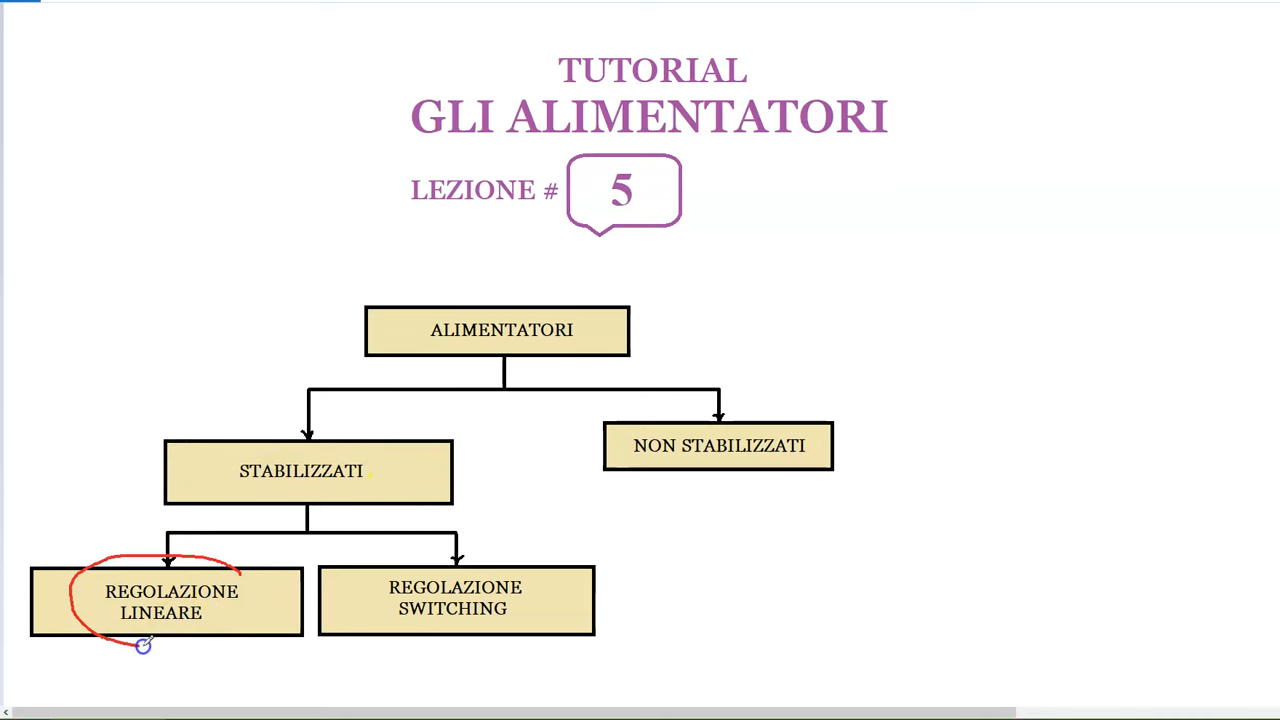 TUTORIAL
GLI ALIMENTATORI
LEZIONE # 5
ALIMENTATORI
NON STABILIZZATI
STABILIZZATI
REGOLAZIONE
LINEARE
REGOLAZIONE
SWITCHING